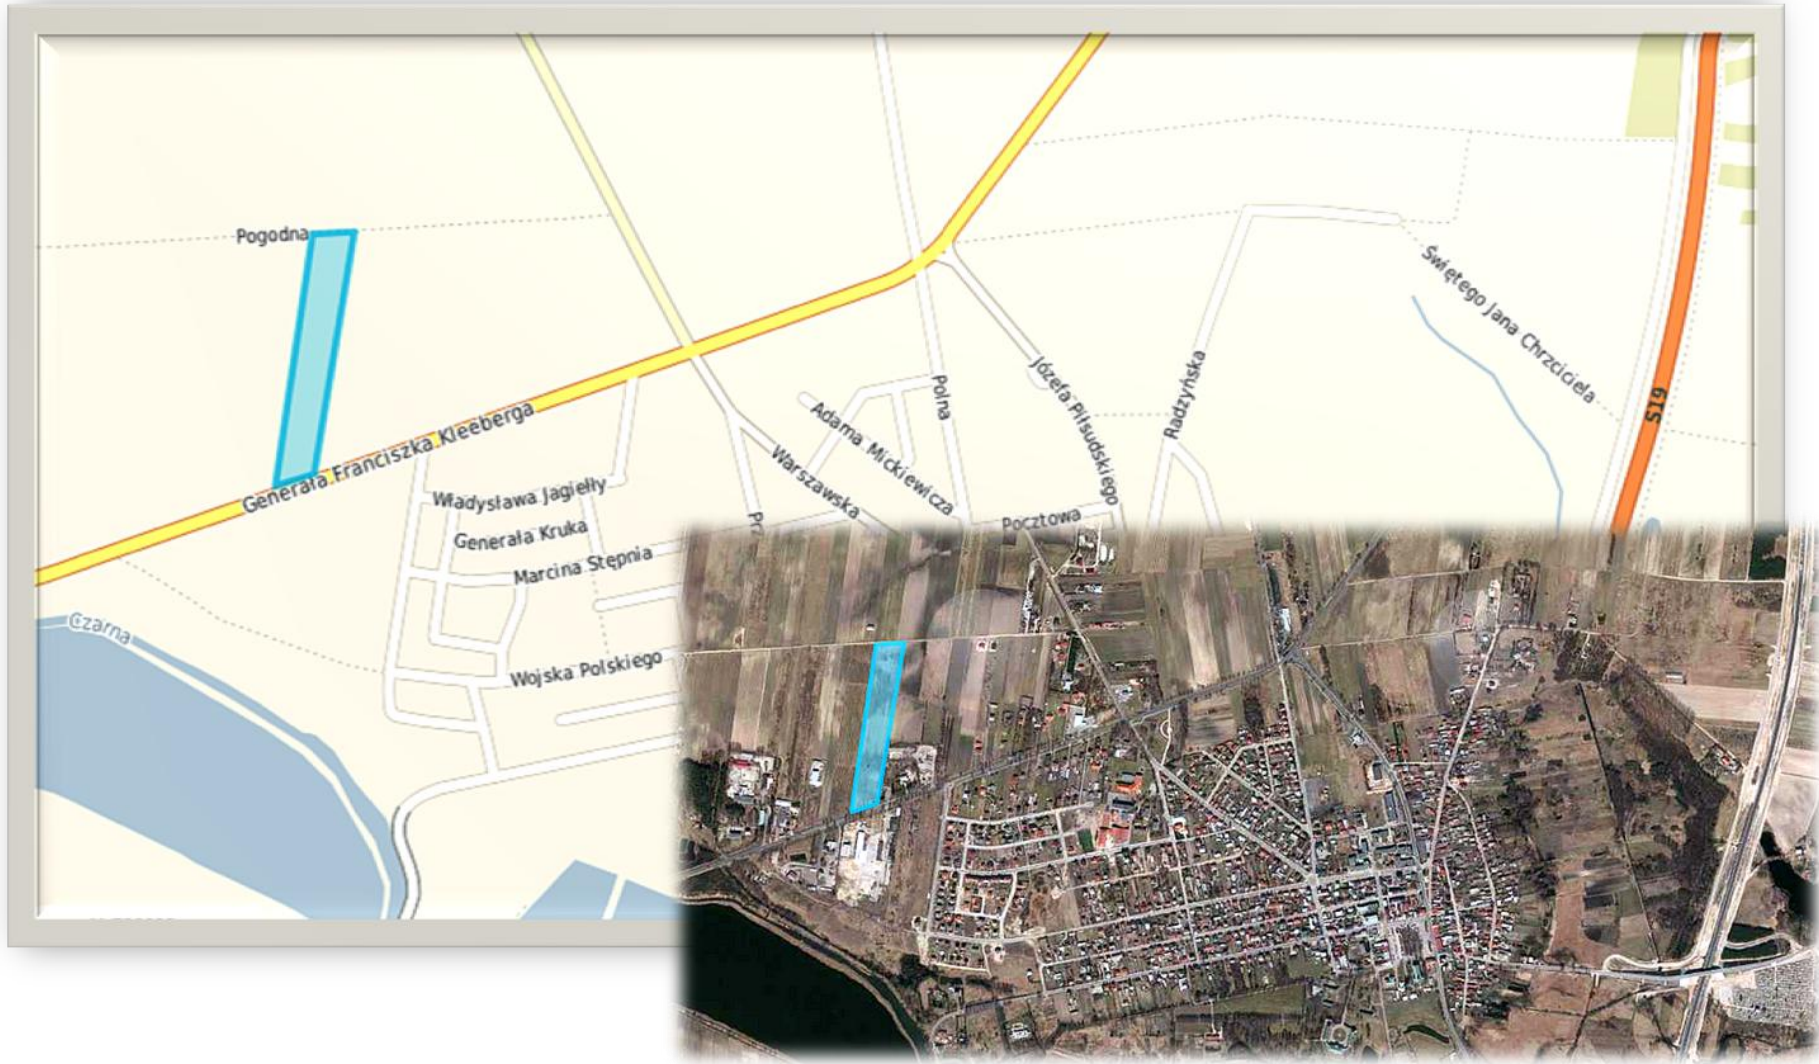 Pogodna
Świętego Jana Chrzciciela
Generała Franciszka Kleeberga
Polna
Józefa Piłsudskiego
Radzyńska
S19
Adama Mickiewicza
Warszawska
Władysława Jagiełły
Generała Kruka
Marcina Stępnia
Prz
Pocztowa
Czarna
Wojska Polskiego